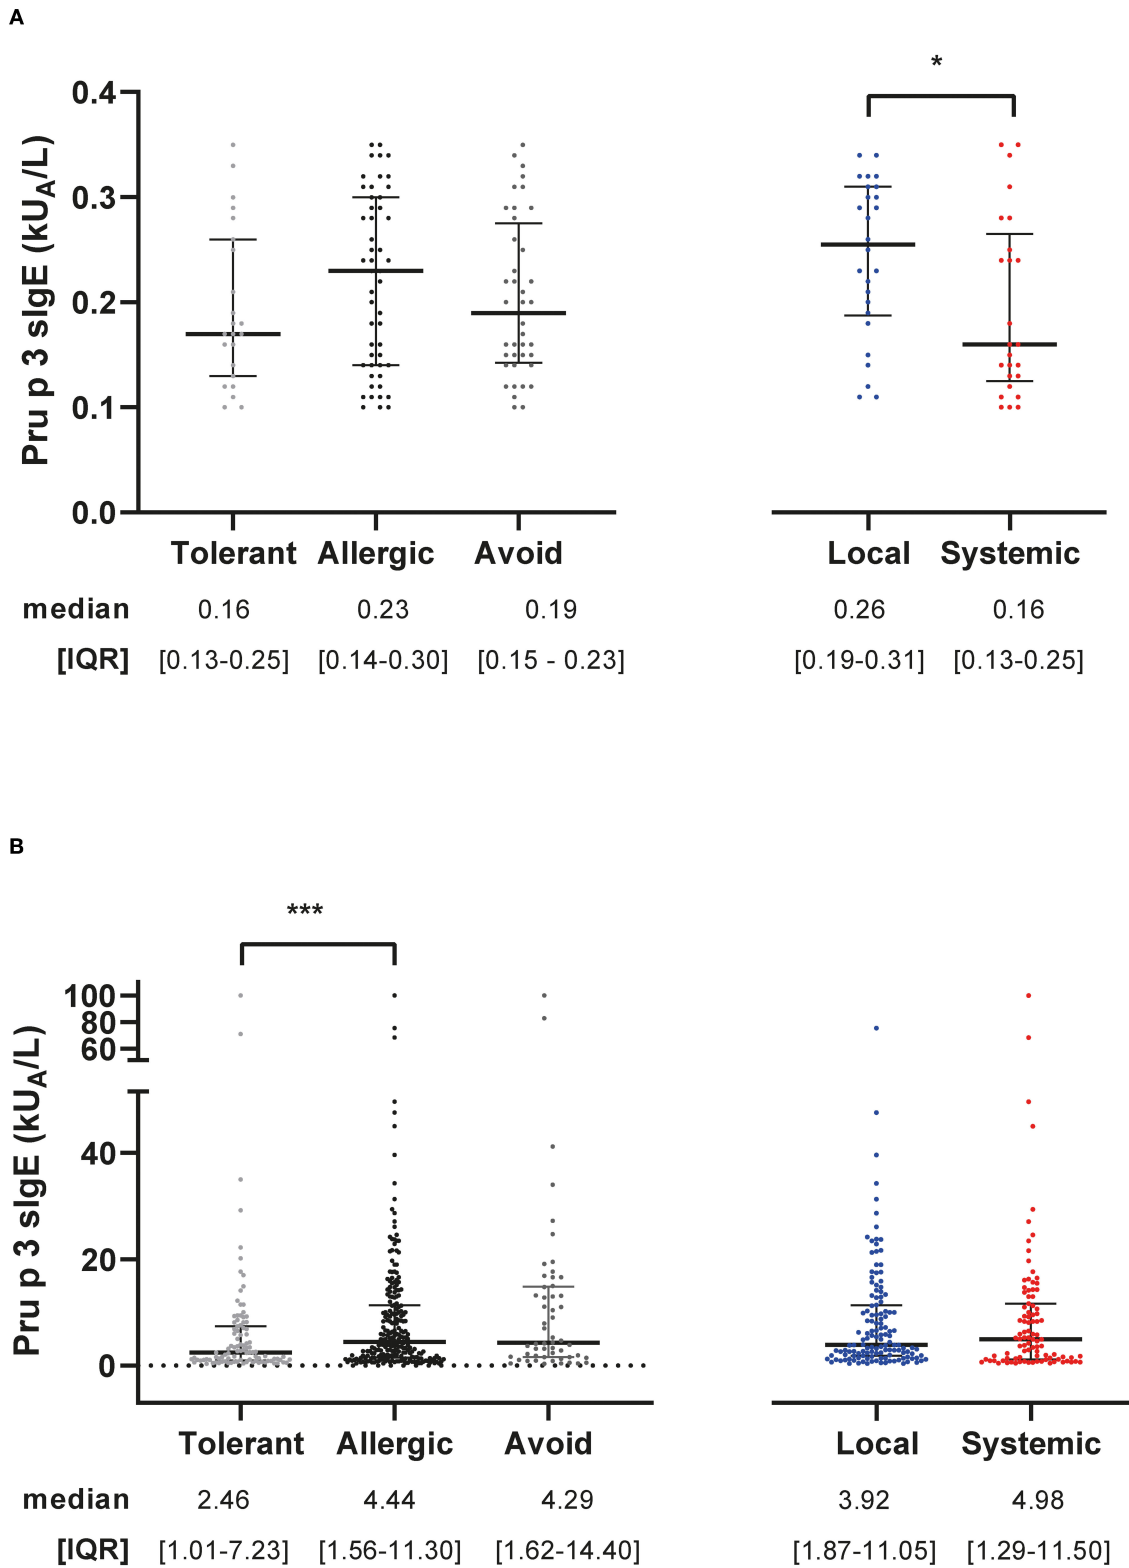 A
*
0.4
0.3
0.2
0.1
0.0
Pru p 3 sIgE (kUA/L)
Tolerant Allergic Avoid Local Systemic
median 0.16 0.23 0.19 0.26 0.16
[IQR] [0.13-0.25] [0.14-0.30] [0.15 - 0.23] [0.19-0.31] [0.13-0.25]
B
***
100
80
60
40
20
0
Pru p 3 sIgE (kUA/L)
Tolerant Allergic Avoid Local Systemic
median 2.46 4.44 4.29 3.92 4.98
[IQR] [1.01-7.23] [1.56-11.30] [1.62-14.40] [1.87-11.05] [1.29-11.50]